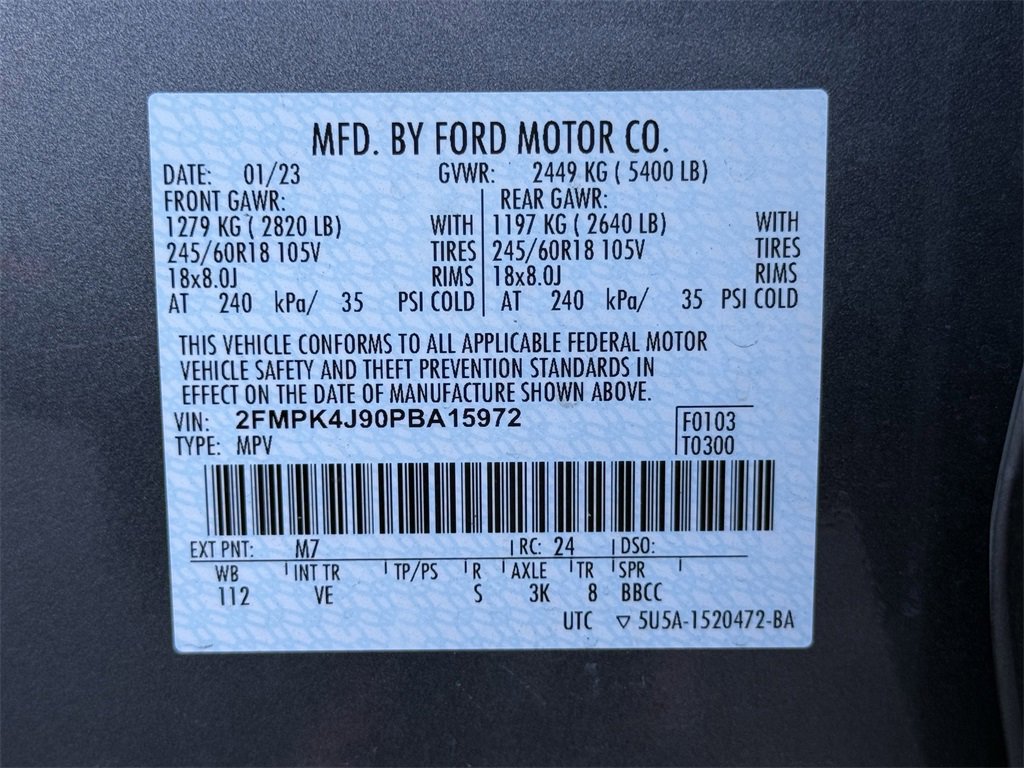 MFD. BY FORD MOTOR CO.
DATE: 01/23 GVWR: 2449 KG ( 5400 LB)
FRONT GAWR: REAR GAWR:
1279 KG ( 2820 LB) WITH 1197 KG ( 2640 LB) WITH
245/60R18 105V TIRES 245/60R18 105V TIRES
18x8.0J RIMS 18x8.0J RIMS
AT 240 kPa/ 35 PSI COLD AT 240 kPa/ 35 PSI COLD
THIS VEHICLE CONFORMS TO ALL APPLICABLE FEDERAL MOTOR
VEHICLE SAFETY AND THEFT PREVENTION STANDARDS IN
EFFECT ON THE DATE OF MANUFACTURE SHOWN ABOVE.
VIN: 2FMPK4J90PBA15972 F0103
TYPE: MPV T0300
EXT PNT: M7 RC: 24 DSO:
WB INT TR TP/PS R AXLE TR SPR
112 VE S 3K 8 BBCC
UTC ▽ 5U5A-1520472-BA